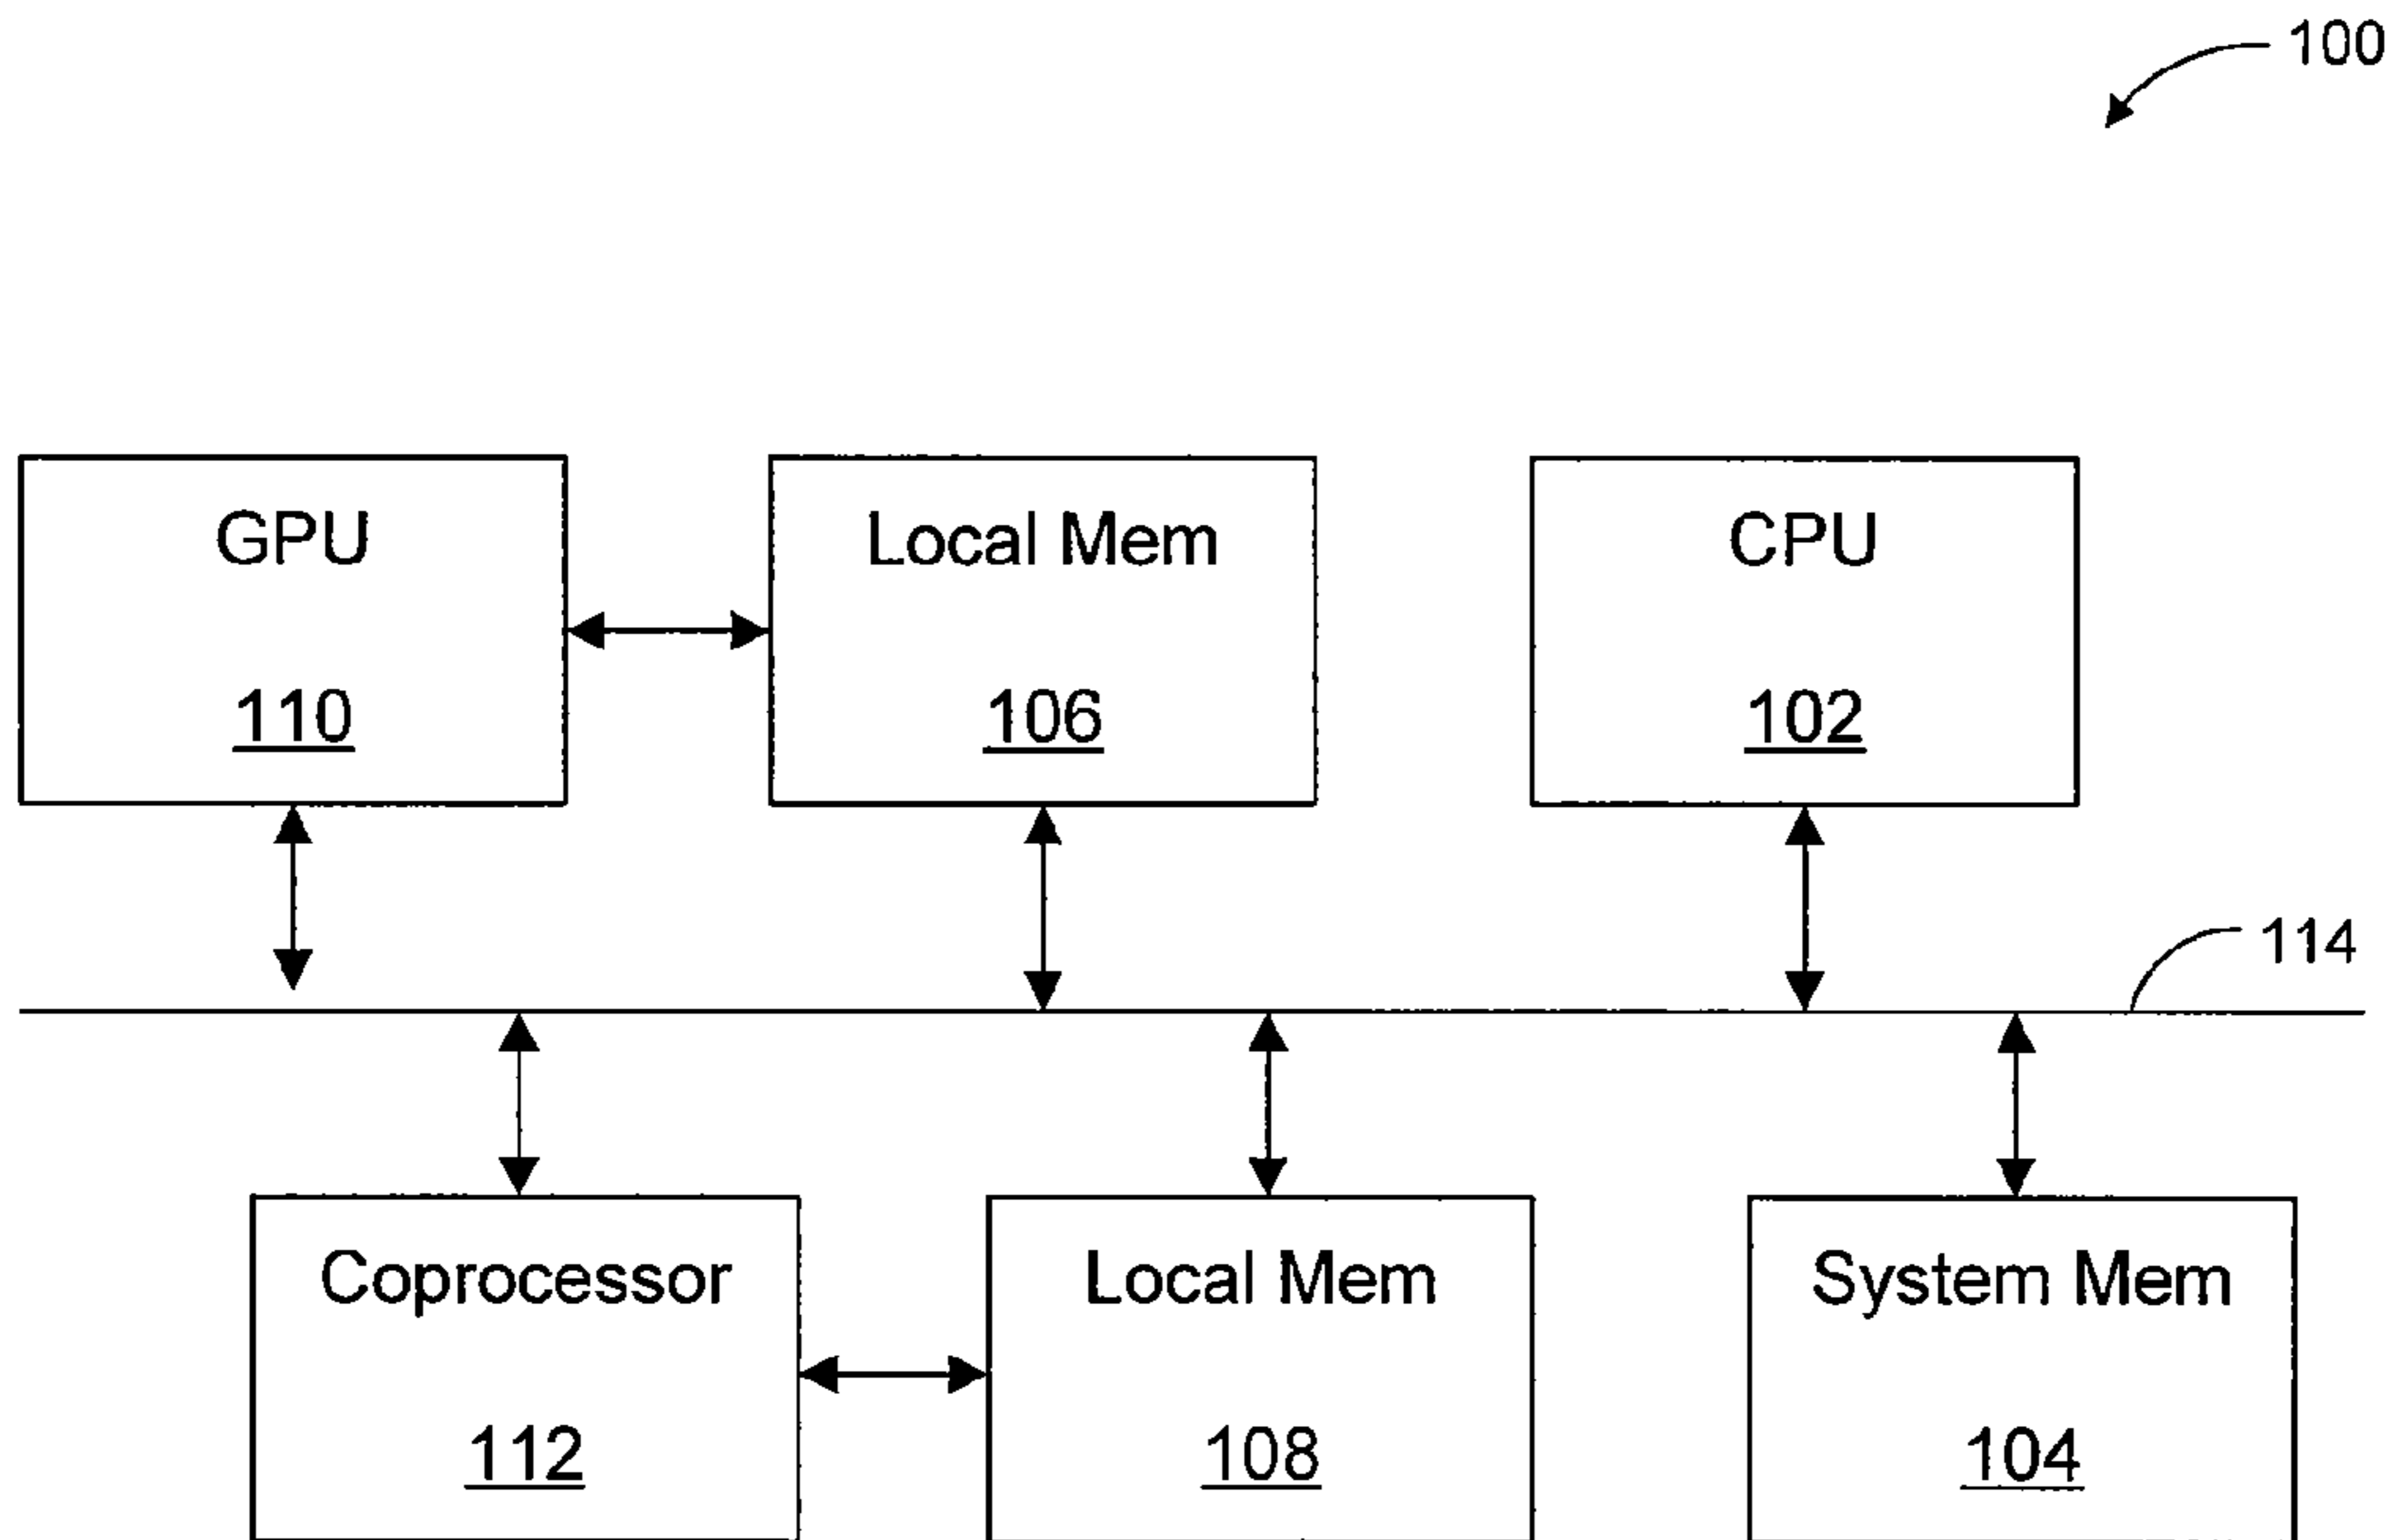 100
GPU
110
Local Mem
106
CPU
102
114
Coprocessor
112
Local Mem
108
System Mem
104